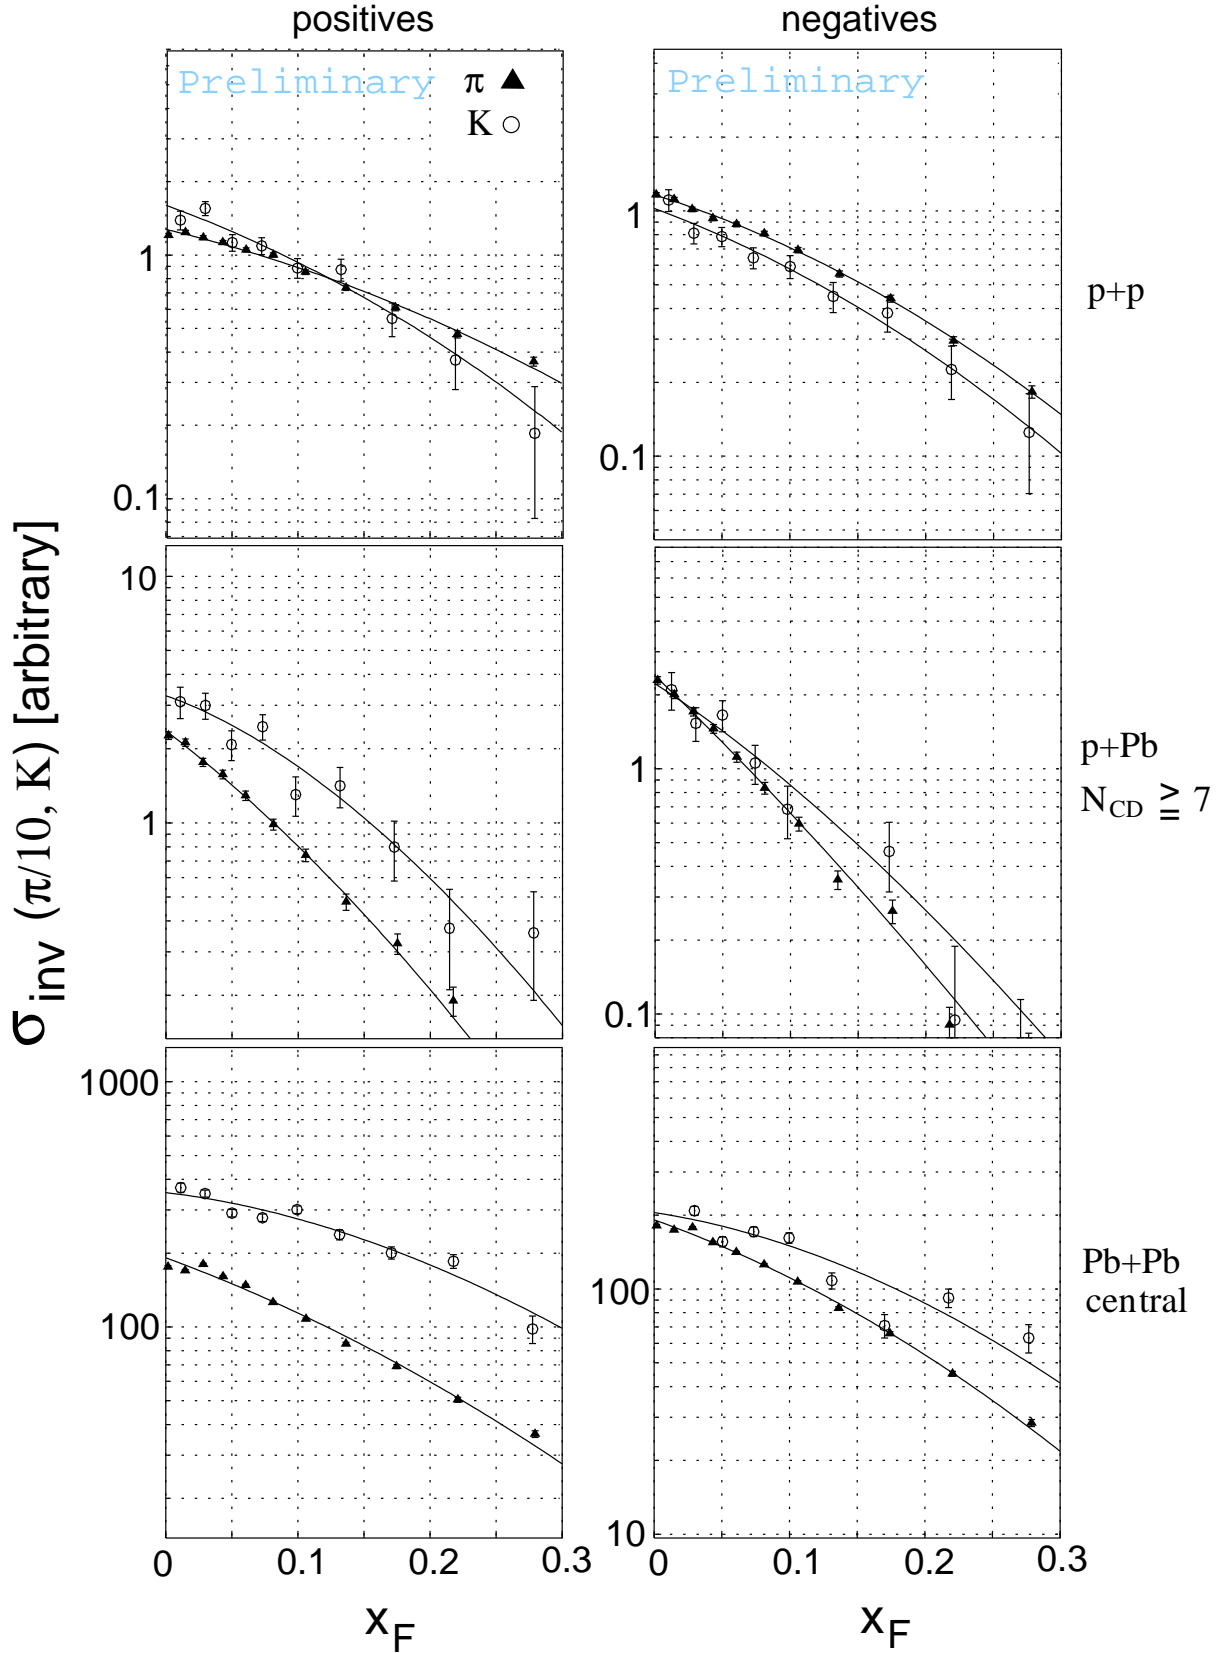 positives negatives
Preliminary π ▲ Preliminary
K ○
1 1 p+p
0.1 0.1
10
p+Pb
1 1 N_CD ≧ 7
0.1
σ_inv (π/10, K) [arbitrary]
1000
Pb+Pb
100 100 central
10
0 0.1 0.2 0.3 0 0.1 0.2 0.3
x_F x_F